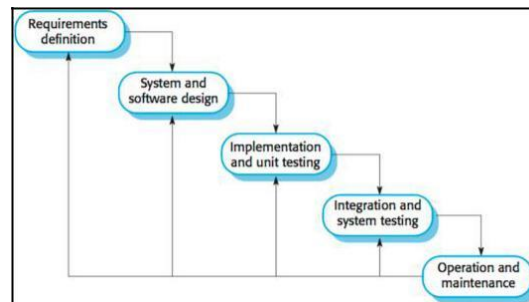 Requirements
definition
System and
software design
Implementation
and unit testing
Integration and
system testing
Operation and
maintenance